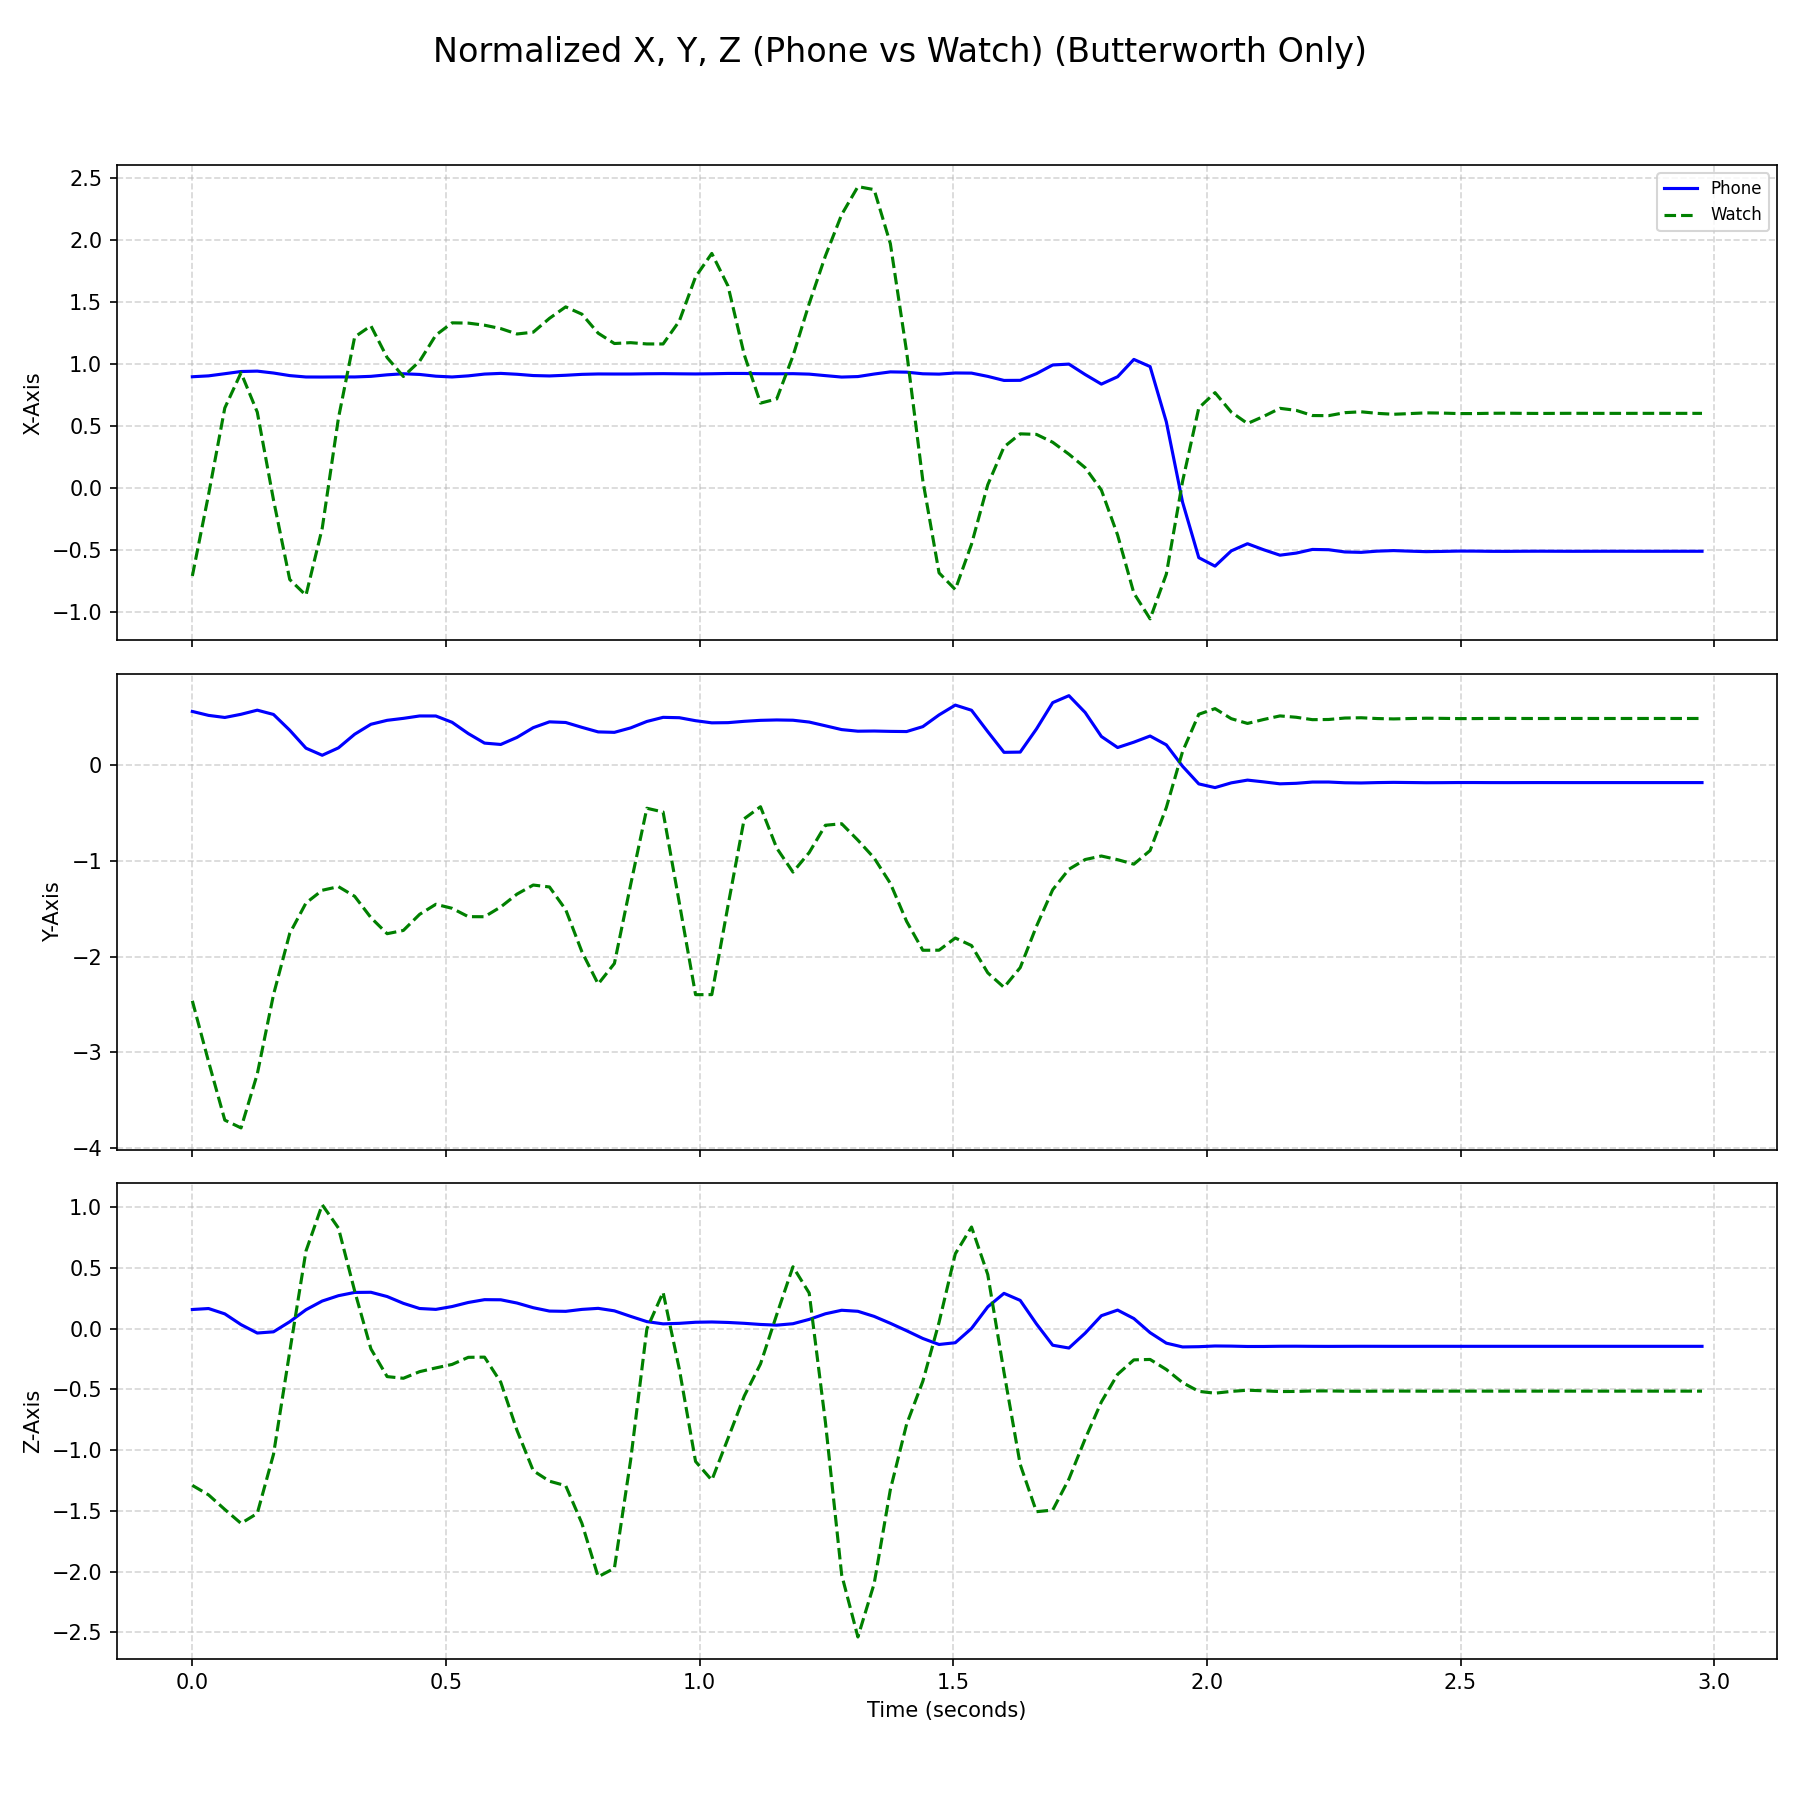 Normalized X, Y, Z (Phone vs Watch) (Butterworth Only)
Phone
Watch
2.5
2.0
1.5
1.0
0.5
0.0
−0.5
−1.0
X-Axis
0
−1
−2
−3
−4
Y-Axis
1.0
0.5
0.0
−0.5
−1.0
−1.5
−2.0
−2.5
Z-Axis
0.0 0.5 1.0 1.5 2.0 2.5 3.0
Time (seconds)